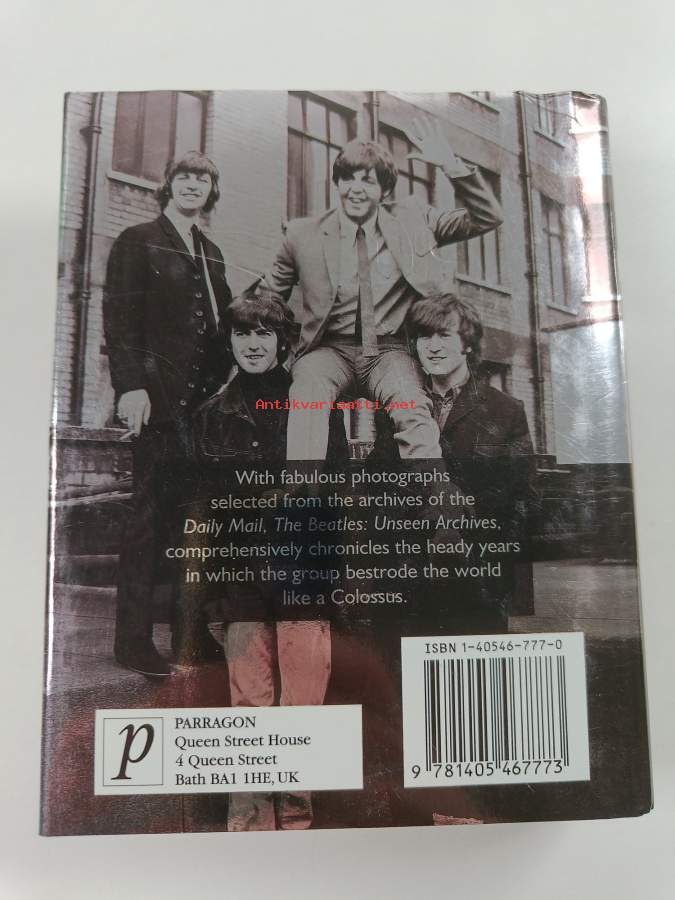 Antikvariaatti.net
With fabulous photographs
selected from the archives of the
Daily Mail, The Beatles: Unseen Archives,
comprehensively chronicles the heady years
in which the group bestrode the world
like a Colossus.
ISBN 1-40546-777-0
9 781405 467773
p
PARRAGON
Queen Street House
4 Queen Street
Bath BA1 1HE, UK